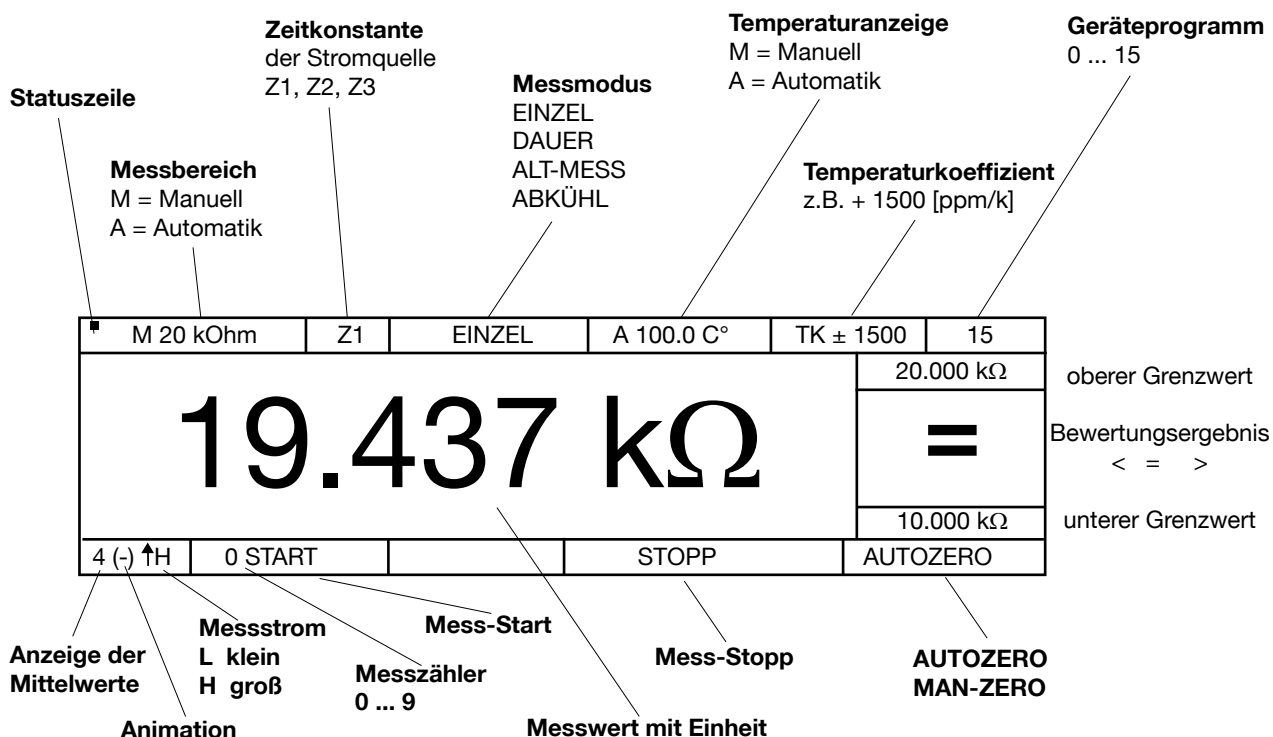 Zeitkonstante
der Stromquelle
Z1, Z2, Z3
Temperaturanzeige
M = Manuell
A = Automatik
Geräteprogramm
0 ... 15
Statuszeile
Messmodus
EINZEL
DAUER
ALT-MESS
ABKÜHL
Messbereich
M = Manuell
A = Automatik
Temperaturkoeffizient
z.B. + 1500 [ppm/k]
M 20 kOhm Z1 EINZEL A 100.0 C° TK ± 1500 15
20.000 kΩ oberer Grenzwert
19.437 kΩ
= Bewertungsergebnis
< = >
10.000 kΩ unterer Grenzwert
4 (-) ↑H 0 START STOPP AUTOZERO
Anzeige der
Mittelwerte
Animation
Messstrom
L klein
H groß
Messzähler
0 ... 9
Mess-Start
Messwert mit Einheit
Mess-Stopp
AUTOZERO
MAN-ZERO